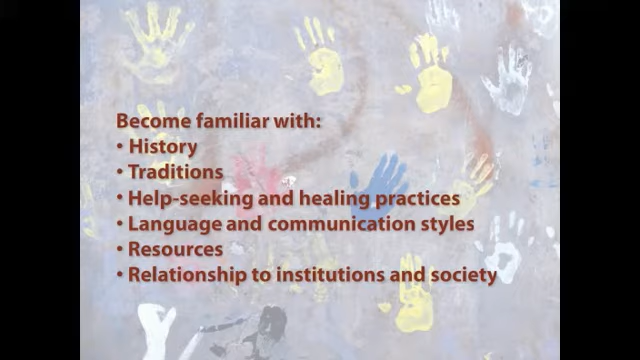 Become familiar with:
• History
• Traditions
• Help-seeking and healing practices
• Language and communication styles
• Resources
• Relationship to institutions and society